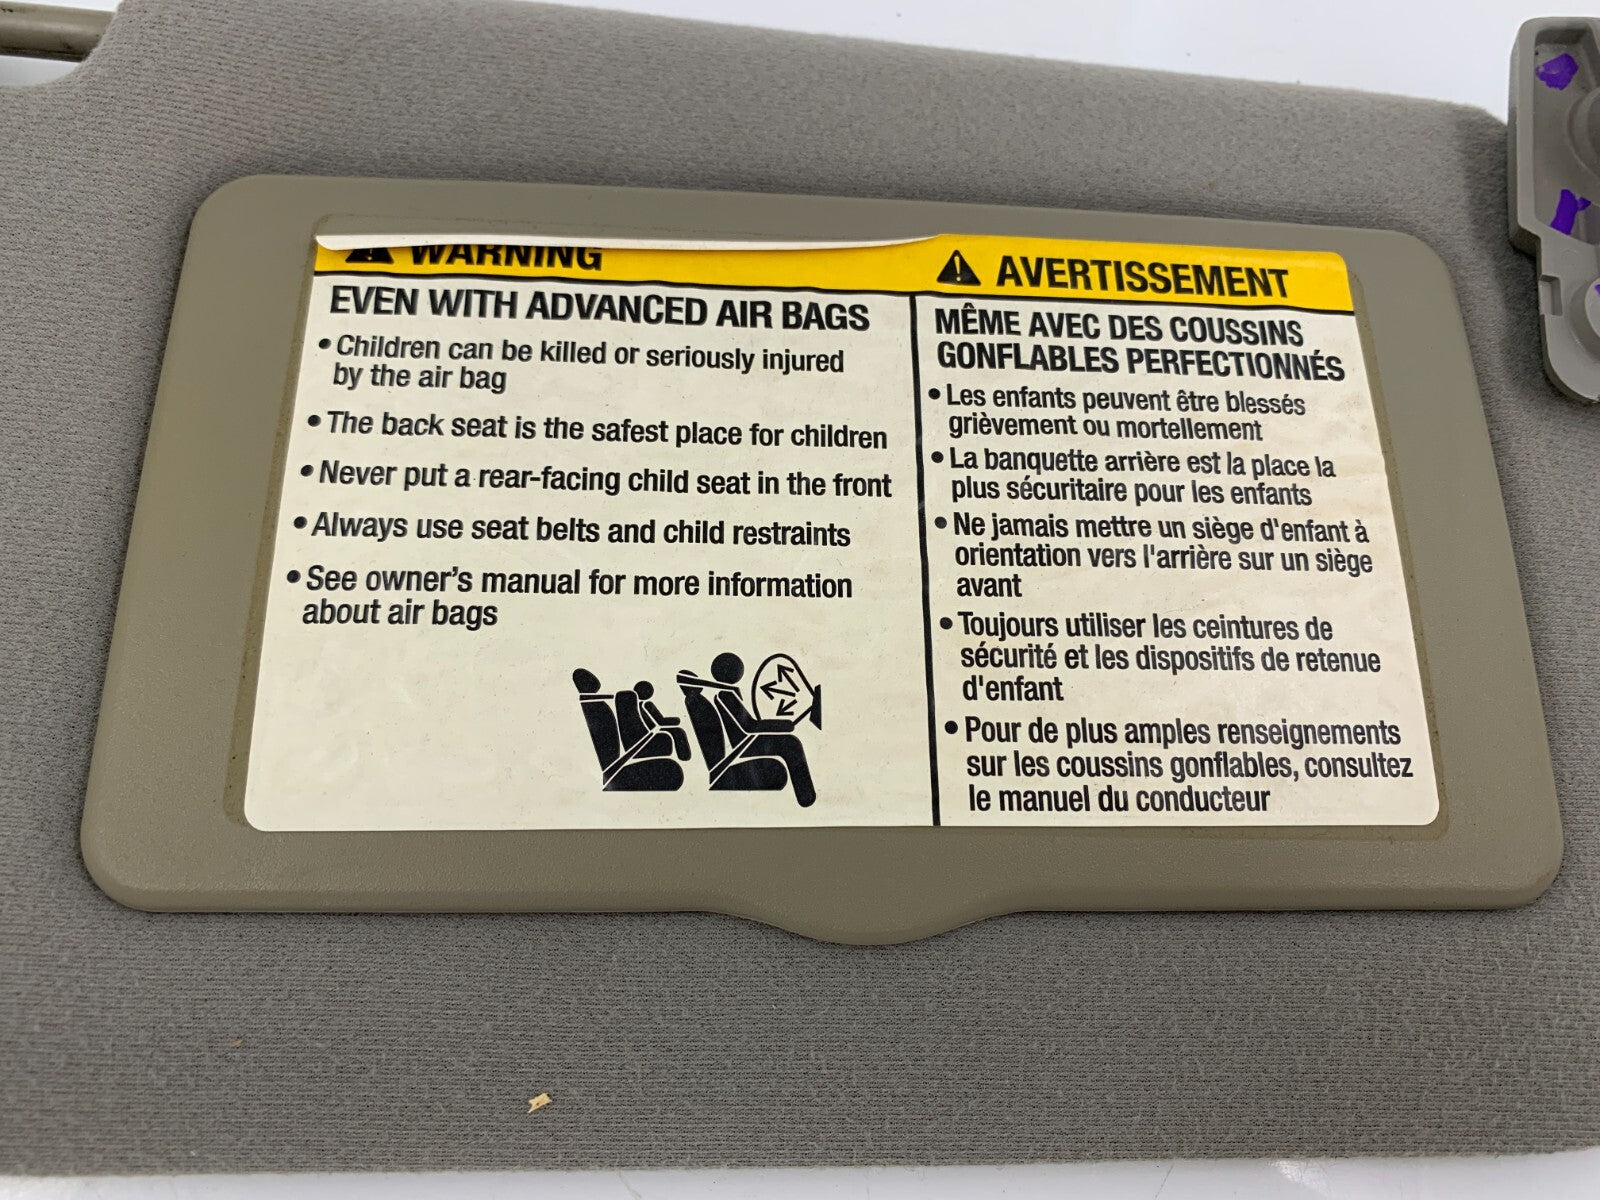 WARNING
EVEN WITH ADVANCED AIR BAGS
• Children can be killed or seriously injured
by the air bag
• The back seat is the safest place for children
• Never put a rear-facing child seat in the front
• Always use seat belts and child restraints
• See owner's manual for more information
about air bags
AVERTISSEMENT
MÊME AVEC DES COUSSINS
GONFLABLES PERFECTIONNÉS
• Les enfants peuvent être blessés
grièvement ou mortellement
• La banquette arrière est la place la
plus sécuritaire pour les enfants
• Ne jamais mettre un siège d'enfant à
orientation vers l'arrière sur un siège
avant
• Toujours utiliser les ceintures de
sécurité et les dispositifs de retenue
d'enfant
• Pour de plus amples renseignements
sur les coussins gonflables, consultez
le manuel du conducteur